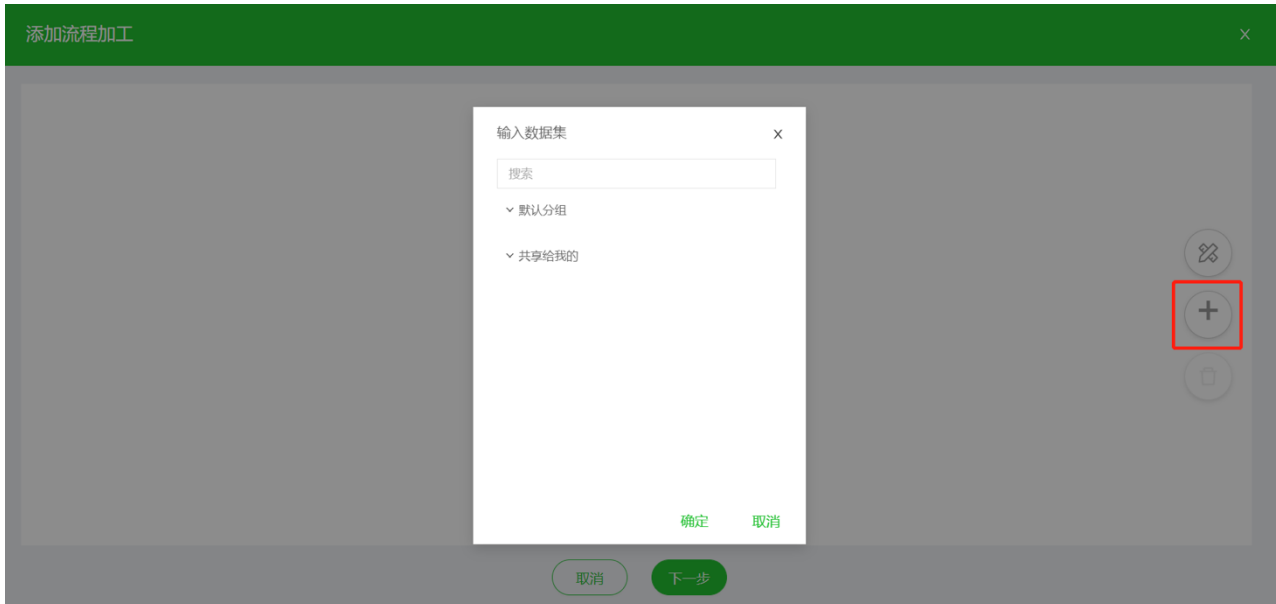 添加流程加工
输入数据集
搜索
默认分组
共享给我的
确定 取消
取消 下一步